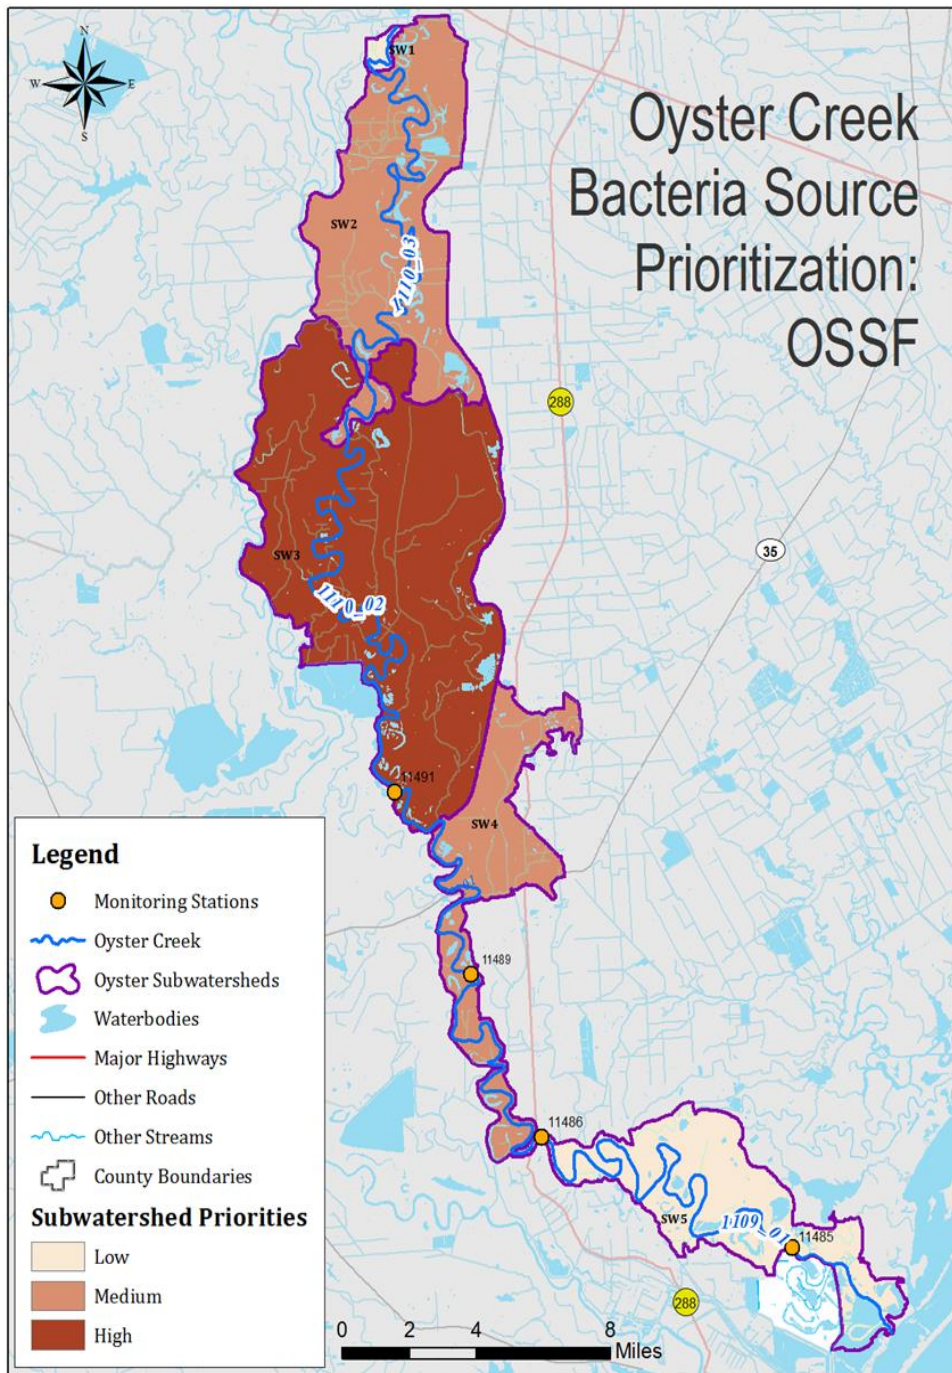 N
W E
S
Oyster Creek
Bacteria Source
Prioritization:
OSSF
SW1
SW2
1110_03
288
35
SW3
1110_02
11491
SW4
11489
11486
SW5
1109_01
11485
288
Legend
Monitoring Stations
Oyster Creek
Oyster Subwatersheds
Waterbodies
Major Highways
Other Roads
Other Streams
County Boundaries
Subwatershed Priorities
Low
Medium
High
0 2 4 8
Miles